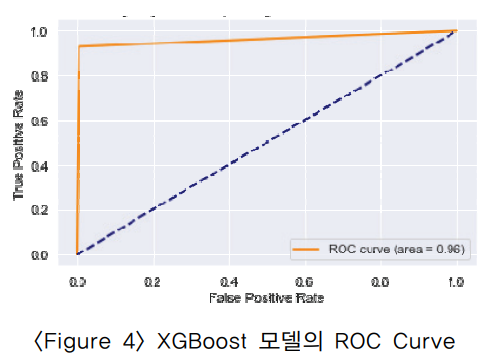 1.0
0.8
0.6
0.4
0.2
0.0
True Positive Rate
ROC curve (area = 0.96)
0.0 0.2 0.4 0.6 0.8 1.0
False Positive Rate
〈Figure 4〉 XGBoost 모델의 ROC Curve